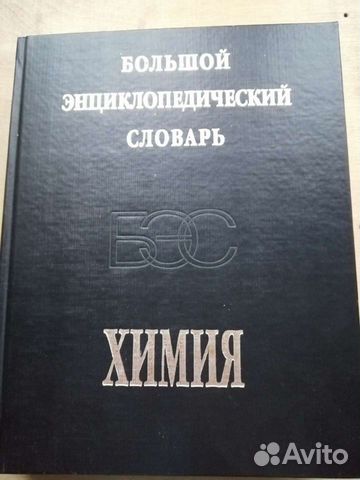 БОЛЬШОЙ
ЭНЦИКЛОПЕДИЧЕСКИЙ
СЛОВАРЬ
БЭС
ХИМИЯ
Avito